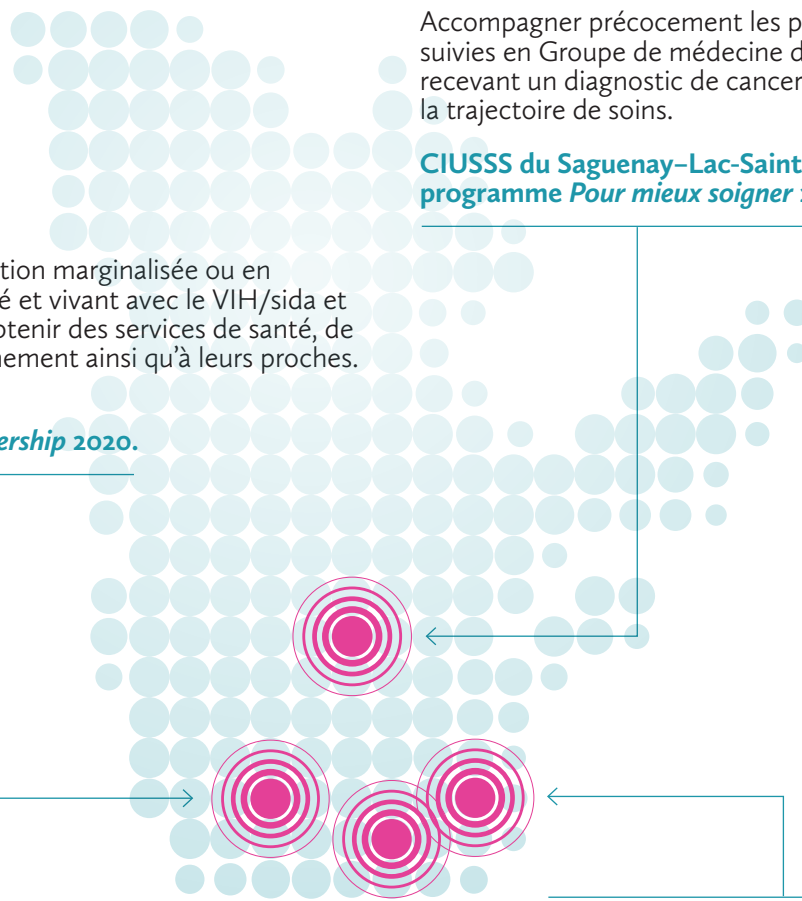 Accompagner précocement les p
suivies en Groupe de médecine d
recevant un diagnostic de cancer
la trajectoire de soins.
CIUSSS du Saguenay–Lac-Saint
programme Pour mieux soigner
tion marginalisée ou en
é et vivant avec le VIH/sida et
btenir des services de santé, de
nement ainsi qu'à leurs proches.
ership 2020.